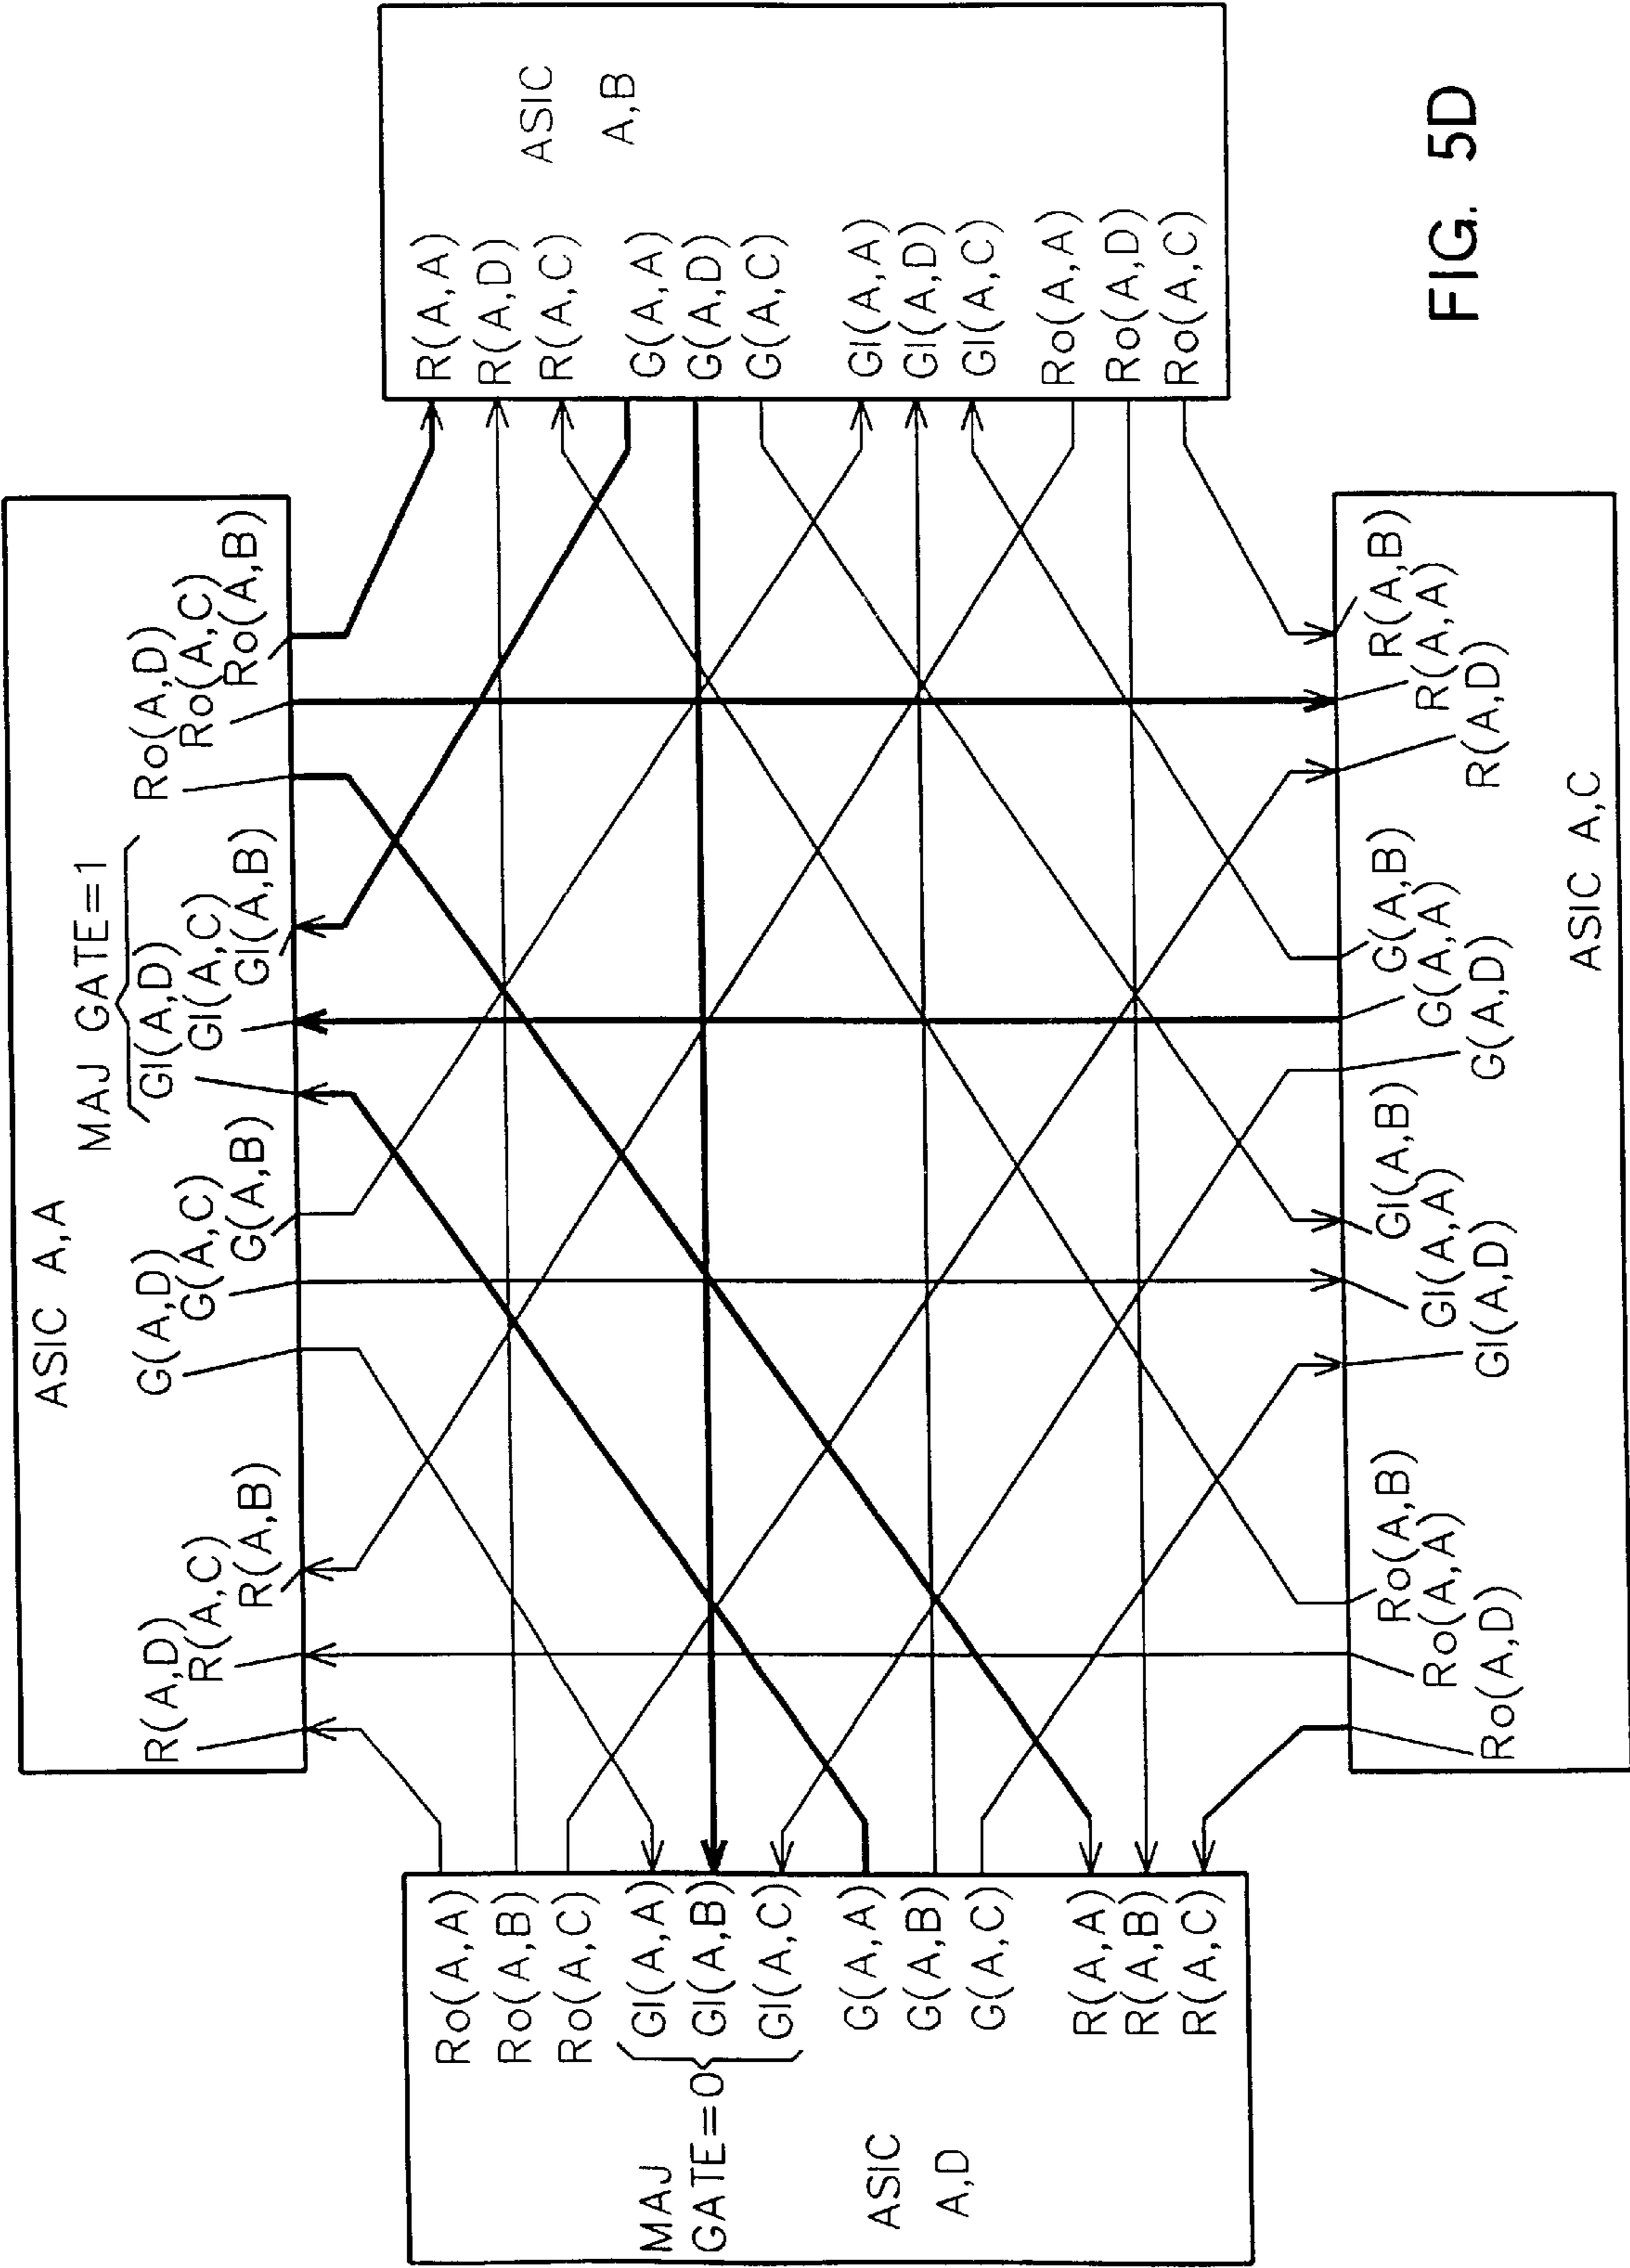 ASIC A,A
MAJ GATE=1
R(A,D)
R(A,C)
R(A,B)
G(A,D)
G(A,C)
G(A,B)
GI(A,D)
GI(A,C)
GI(A,B)
Ro(A,D)
Ro(A,C)
Ro(A,B)
Ro(A,A)
Ro(A,B)
Ro(A,C)
GI(A,A)
GI(A,B)
GI(A,C)
MAJ
GATE=0
G(A,A)
G(A,B)
G(A,C)
ASIC
A,D
R(A,A)
R(A,B)
R(A,C)
R(A,A)
R(A,D)
R(A,C)
ASIC
A,B
G(A,A)
G(A,D)
G(A,C)
GI(A,A)
GI(A,D)
GI(A,C)
Ro(A,A)
Ro(A,D)
Ro(A,C)
Ro(A,B)
Ro(A,A)
Ro(A,D)
GI(A,B)
GI(A,A)
GI(A,D)
G(A,B)
G(A,A)
G(A,D)
R(A,B)
R(A,A)
R(A,D)
ASIC A,C
FIG. 5D